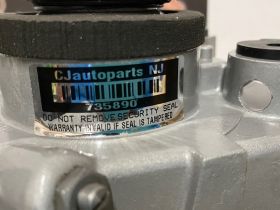 CJautoparts NJ
735890
DO NOT REMOVE SECURITY SEAL
WARRANTY INVALID IF SEAL IS TAMPERED